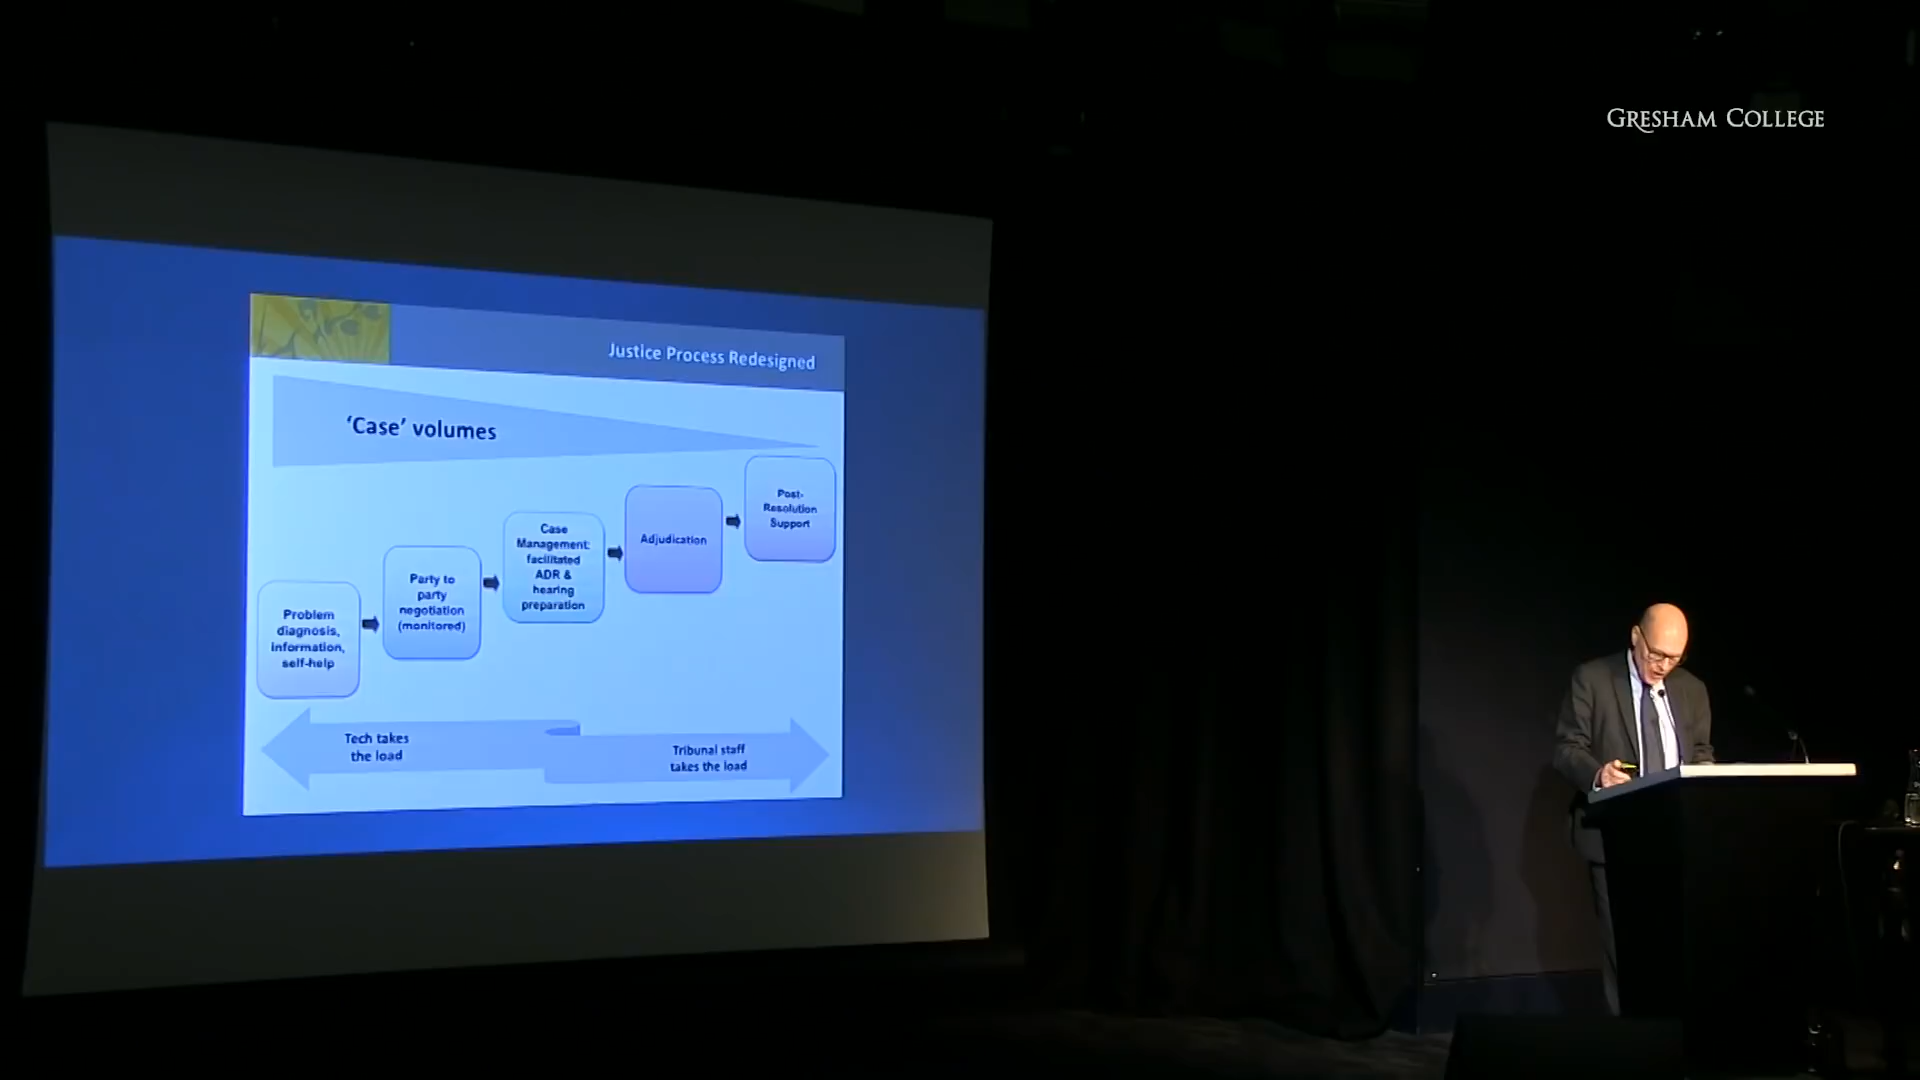 GRESHAM COLLEGE
Justice Process Redesigned
'Case' volumes
Problem
diagnosis,
information,
self-help
Party to
party
negotiation
(monitored)
Case
Management:
facilitated
ADR &
hearing
preparation
Adjudication
Post-
Resolution
Support
Tech takes
the load
Tribunal staff
takes the load